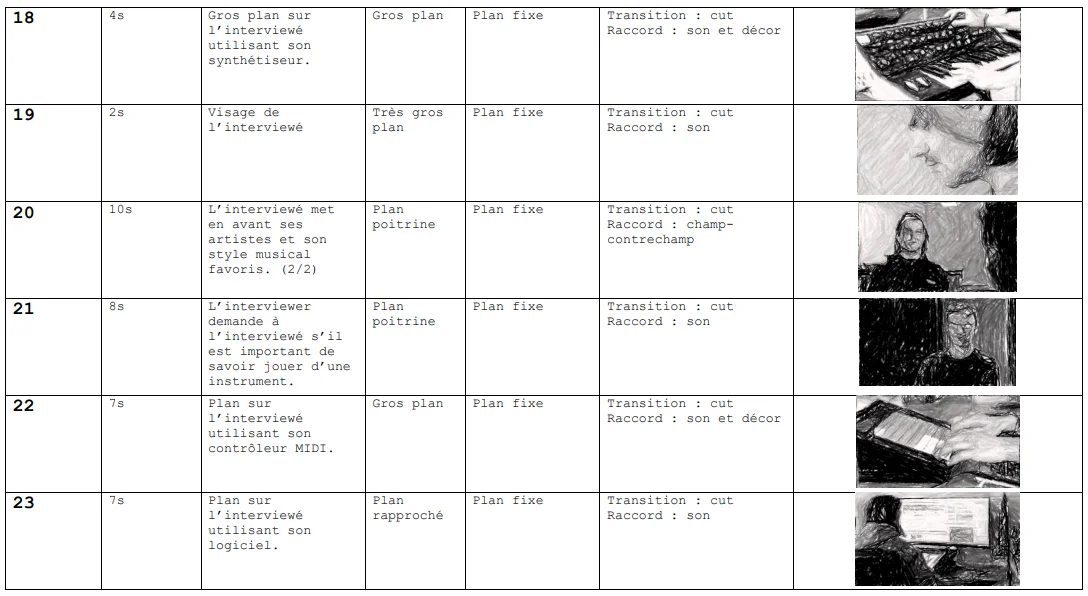 18
4s
Gros plan sur
l’interviewé
utilisant son
synthétiseur.
Gros plan
Plan fixe
Transition : cut
Raccord : son et décor
19
2s
Visage de
l’interviewé
Très gros
plan
Plan fixe
Transition : cut
Raccord : son
20
10s
L’interviewé met
en avant ses
artistes et son
style musical
favoris. (2/2)
Plan
poitrine
Plan fixe
Transition : cut
Raccord : champ-
contrechamp
21
8s
L’interviewer
demande à
l’interviewé s’il
est important de
savoir jouer d’une
instrument.
Plan
poitrine
Plan fixe
Transition : cut
Raccord : son
22
7s
Plan sur
l’interviewé
utilisant son
contrôleur MIDI.
Gros plan
Plan fixe
Transition : cut
Raccord : son et décor
23
7s
Plan sur
l’interviewé
utilisant son
logiciel.
Plan
rapproché
Plan fixe
Transition : cut
Raccord : son